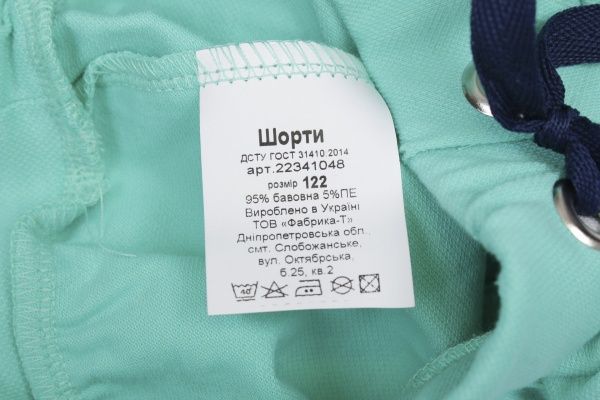 Шорти
ДСТУ ГОСТ 31410:2014
арт.22341048
розмір 122
95% бавовна 5%ПЕ
Вироблено в Україні
ТОВ «Фабрика-Т»
Дніпропетровська обл.,
смт. Слобожанське,
вул. Октябрська,
б.25, кв.2
40